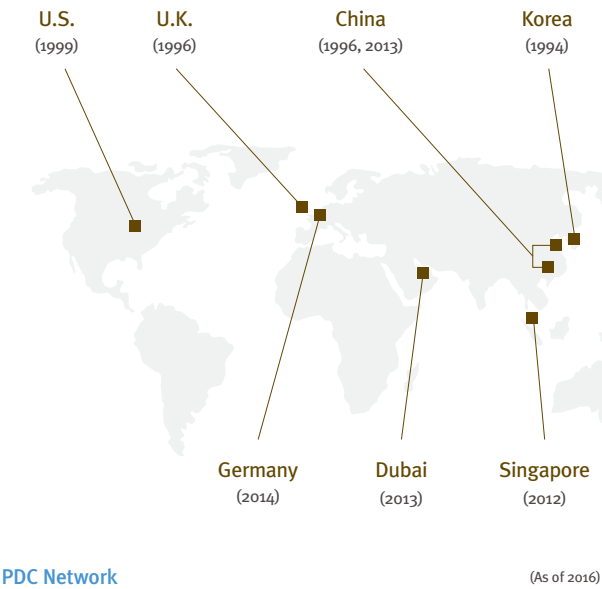 U.S.
(1999)
U.K.
(1996)
China
(1996, 2013)
Korea
(1994)
Germany
(2014)
Dubai
(2013)
Singapore
(2012)
PDC Network
(As of 2016)